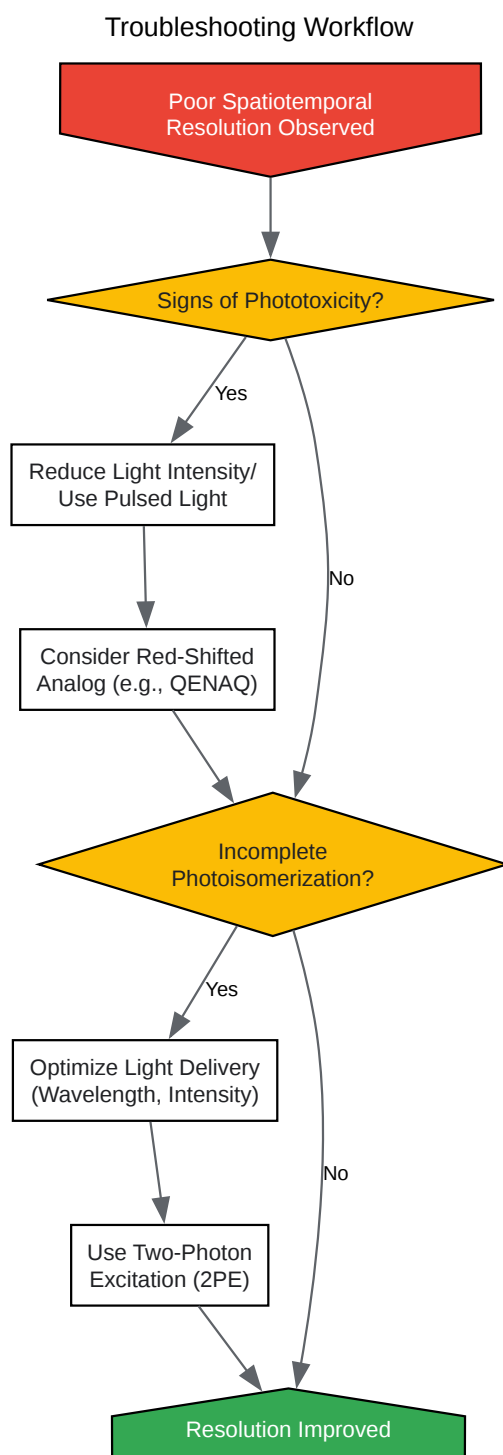 Troubleshooting Workflow
Poor Spatiotemporal
Resolution Observed
Signs of Phototoxicity?
Yes
Reduce Light Intensity/
Use Pulsed Light
No
Consider Red-Shifted
Analog (e.g., QENAQ)
Incomplete
Photoisomerization?
Yes
Optimize Light Delivery
(Wavelength, Intensity)
No
Use Two-Photon
Excitation (2PE)
Resolution Improved